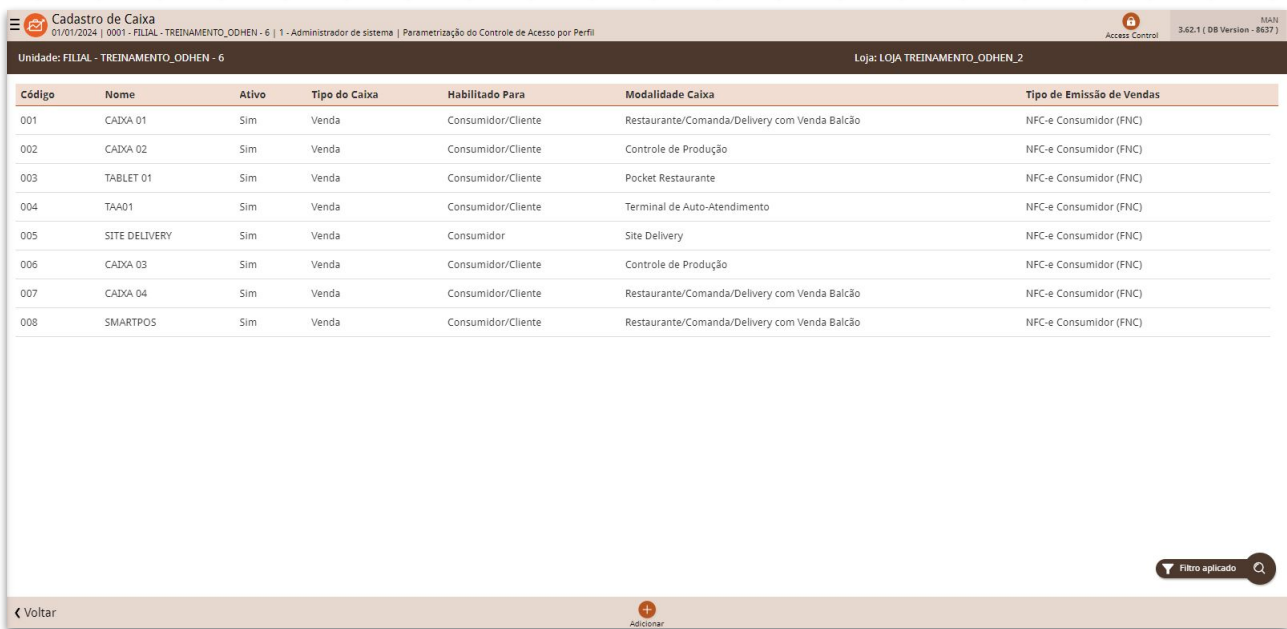 Cadastro de Caixa
01/01/2024 | 0001 - FILIAL - TREINAMENTO_ODHEN - 6 | 1 - Administrador de sistema | Parametrização do Controle de Acesso por Perfil
Access Control
MAN
3.62.1 ( DB Version - 8637 )
Unidade: FILIAL - TREINAMENTO_ODHEN - 6 Loja: LOJA TREINAMENTO_ODHEN_2
Código Nome Ativo Tipo do Caixa Habilitado Para Modalidade Caixa Tipo de Emissão de Vendas
001 CAIXA 01 Sim Venda Consumidor/Cliente Restaurante/Comanda/Delivery com Venda Balcão NFC-e Consumidor (FNC)
002 CAIXA 02 Sim Venda Consumidor/Cliente Controle de Produção NFC-e Consumidor (FNC)
003 TABLET 01 Sim Venda Consumidor/Cliente Pocket Restaurante NFC-e Consumidor (FNC)
004 TAA01 Sim Venda Consumidor/Cliente Terminal de Auto-Atendimento NFC-e Consumidor (FNC)
005 SITE DELIVERY Sim Venda Consumidor Site Delivery NFC-e Consumidor (FNC)
006 CAIXA 03 Sim Venda Consumidor/Cliente Controle de Produção NFC-e Consumidor (FNC)
007 CAIXA 04 Sim Venda Consumidor/Cliente Restaurante/Comanda/Delivery com Venda Balcão NFC-e Consumidor (FNC)
008 SMARTPOS Sim Venda Consumidor/Cliente Restaurante/Comanda/Delivery com Venda Balcão NFC-e Consumidor (FNC)
Filtro aplicado
Voltar
Adicionar